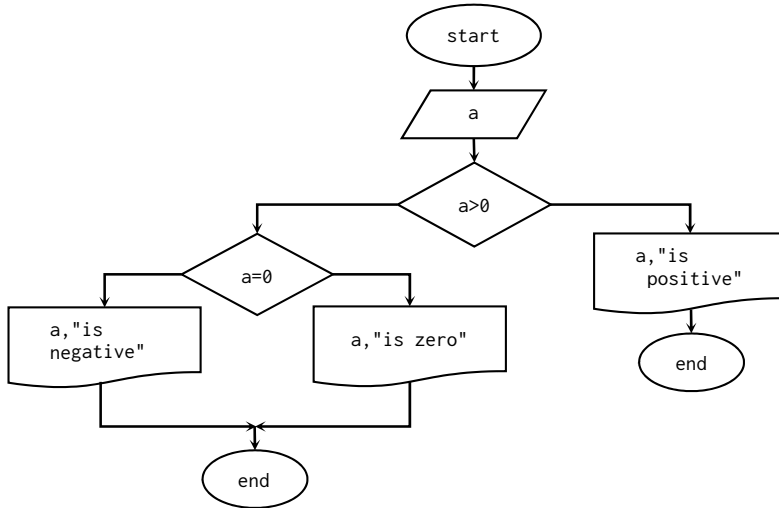 start
a
a>0
a,"is
positive"
a=0
a,"is
negative"
a,"is zero"
end
end